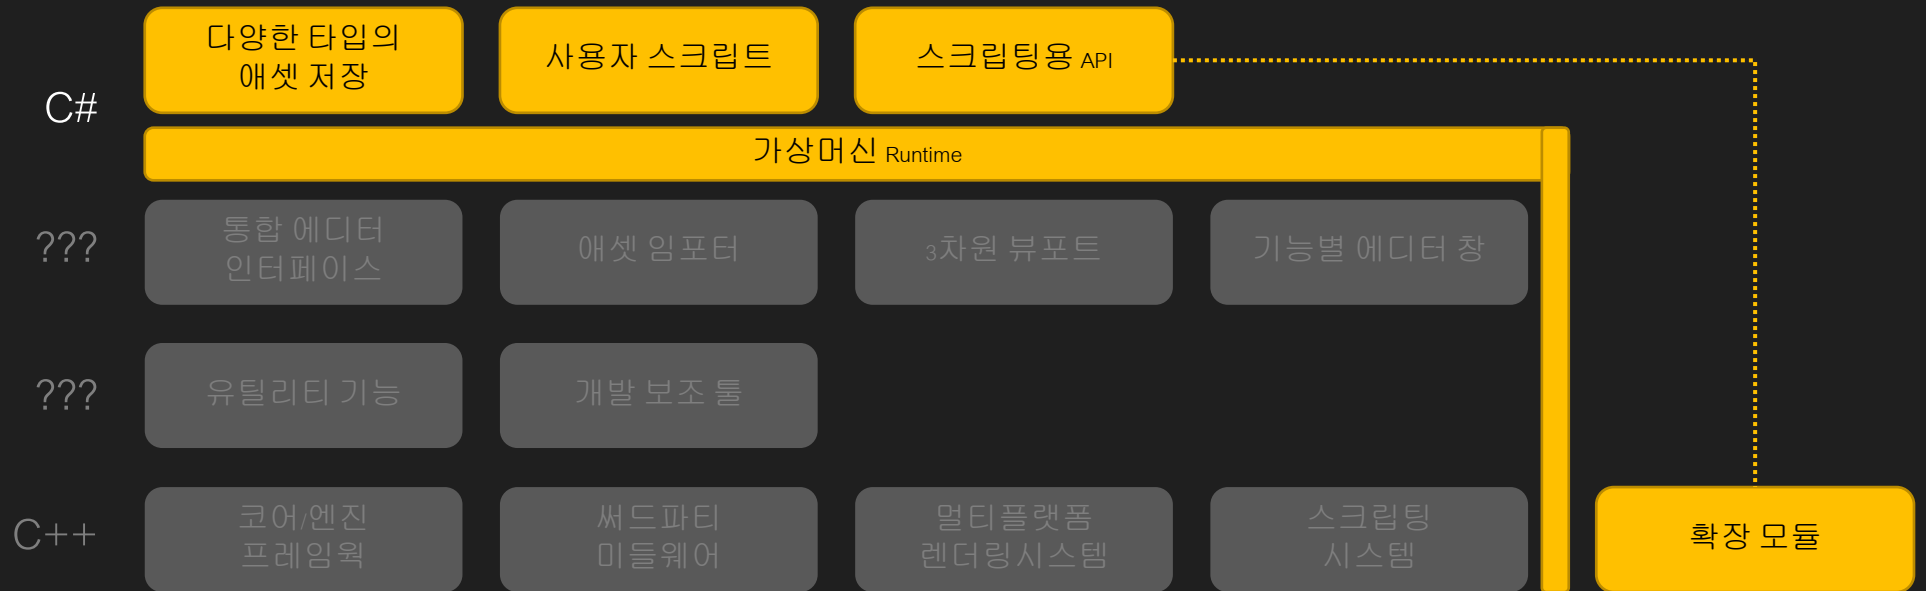 다양한 타입의
애셋 저장
사용자 스크립트
스크립팅용 API
C#
가상머신 Runtime
???
통합 에디터
인터페이스
애셋 임포터
3차원 뷰포트
기능별 에디터 창
???
유틸리티 기능
개발 보조 툴
C++
코어/엔진
프레임웍
써드파티
미들웨어
멀티플랫폼
렌더링시스템
스크립팅
시스템
확장 모듈